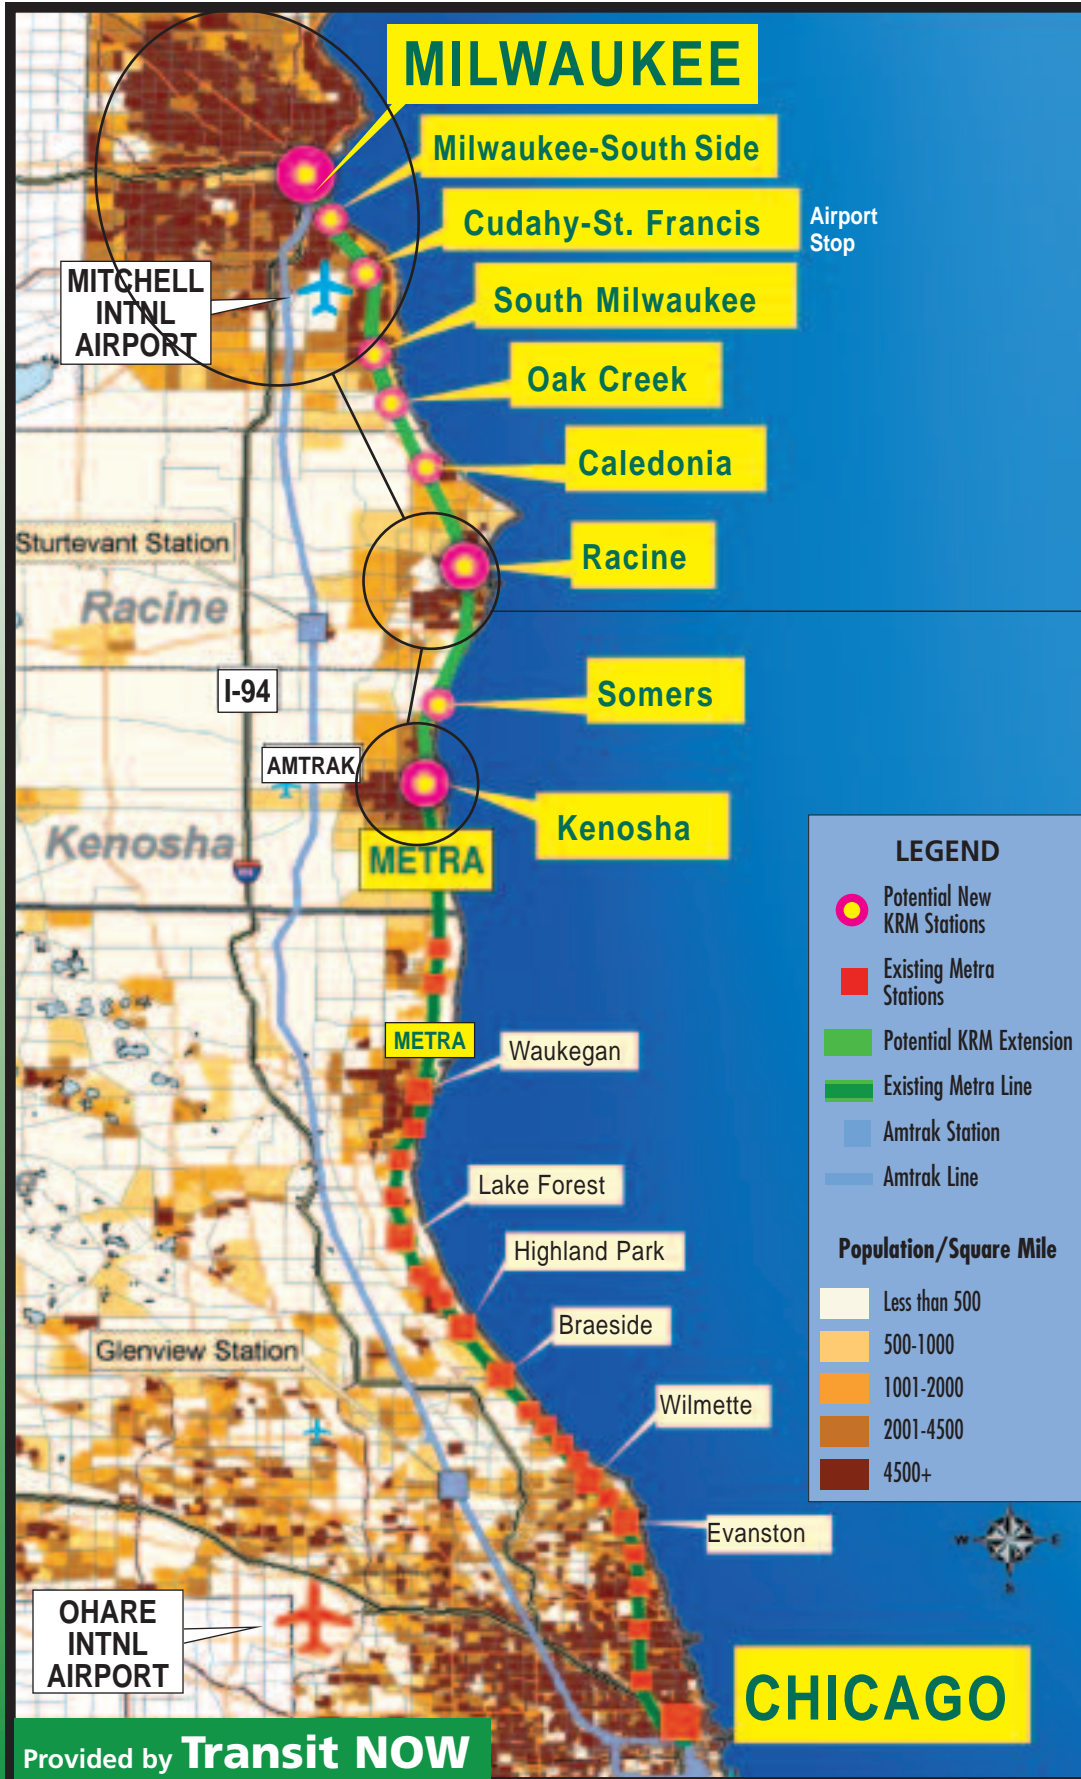 MILWAUKEE
Milwaukee-South Side
Cudahy-St. Francis
Airport
Stop
MITCHELL
INTNL
AIRPORT
South Milwaukee
Oak Creek
Caledonia
Sturtevant Station
Racine
Racine
I-94
Somers
AMTRAK
Kenosha
Kenosha
METRA
LEGEND
Potential New
KRM Stations
Existing Metra
Stations
Potential KRM Extension
Existing Metra Line
Amtrak Station
Amtrak Line
Population/Square Mile
Less than 500
500-1000
1001-2000
2001-4500
4500+
METRA
Waukegan
Lake Forest
Highland Park
Braeside
Glenview Station
Wilmette
Evanston
W
E
OHARE
INTNL
AIRPORT
CHICAGO
Provided by Transit NOW